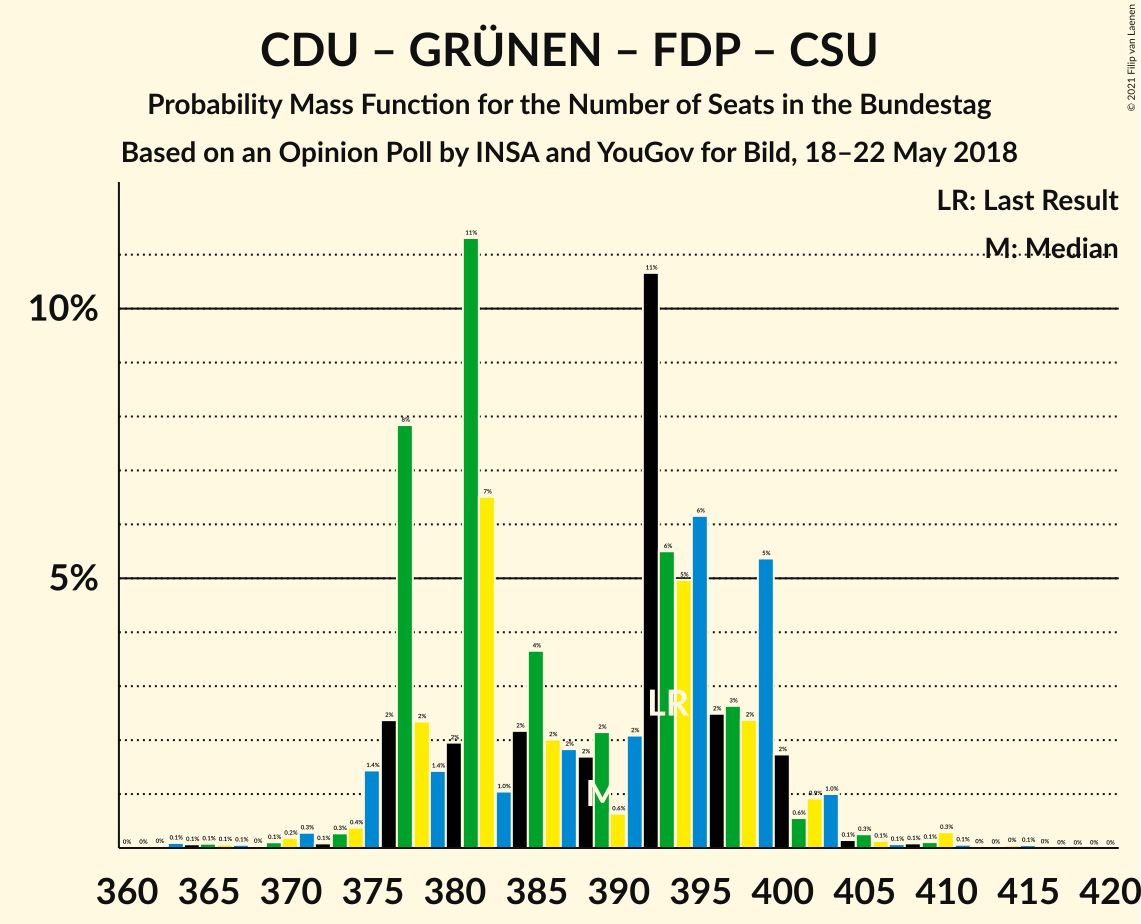 CDU – GRÜNEN – FDP – CSU
Probability Mass Function for the Number of Seats in the Bundestag
Based on an Opinion Poll by INSA and YouGov for Bild, 18–22 May 2018
© 2021 Filip van Laenen
LR: Last Result
M: Median
10%
5%
0% 0% 0% 0.1% 0.1% 0.1% 0.1% 0.1% 0% 0.1% 0.2% 0.3% 0.1% 0.3% 0.4% 1.4% 2% 8% 2% 1.4% 2% 11% 7% 1.0% 2% 4% 2% 2% 2% 2% 0.6% 2% 11% 6% 5% 6% 2% 3% 2% 5% 2% 0.6% 0.9% 1.0% 0.1% 0.3% 0.1% 0.1% 0.1% 0.1% 0.3% 0.1% 0% 0% 0% 0.1% 0% 0% 0% 0% 0%
LR
M
360 365 370 375 380 385 390 395 400 405 410 415 420